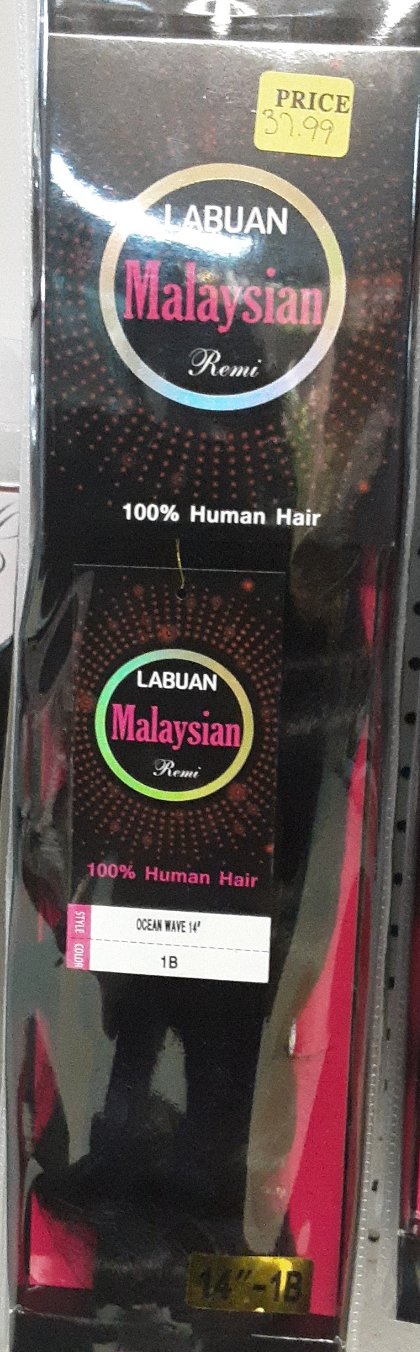 PRICE
37.99
LABUAN
Malaysian
Remi
100% Human Hair
LABUAN
Malaysian
Remi
100% Human Hair
STYLE OCEAN WAVE 14"
COLOR 1B
14"-1B